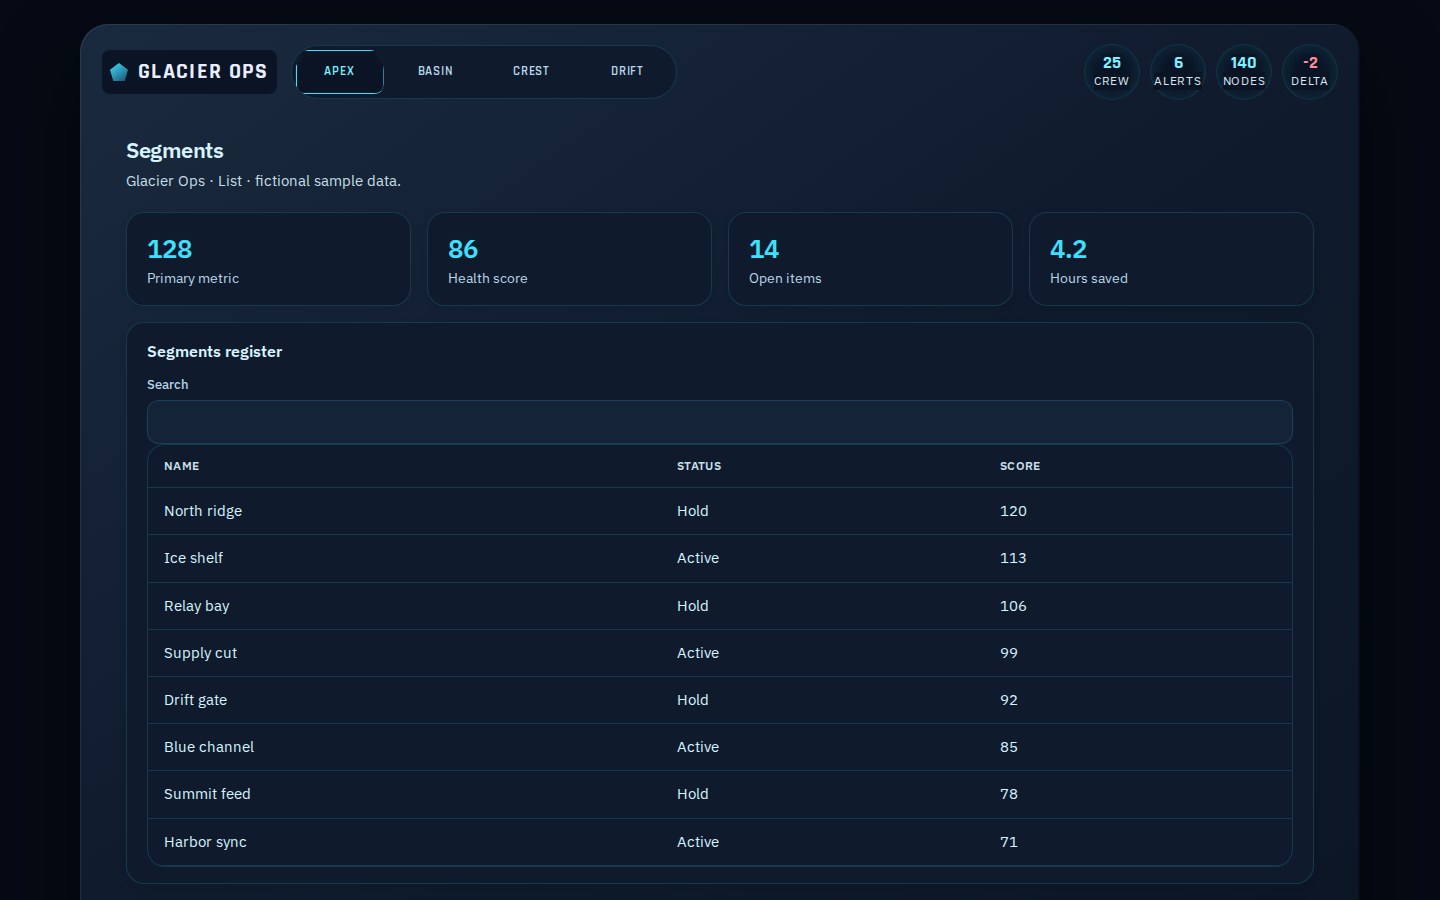 GLACIER OPS
APEX BASIN CREST DRIFT
25 CREW
6 ALERTS
140 NODES
-2 DELTA
Segments
Glacier Ops · List · fictional sample data.
128
Primary metric
86
Health score
14
Open items
4.2
Hours saved
Segments register
Search
NAME STATUS SCORE
North ridge Hold 120
Ice shelf Active 113
Relay bay Hold 106
Supply cut Active 99
Drift gate Hold 92
Blue channel Active 85
Summit feed Hold 78
Harbor sync Active 71